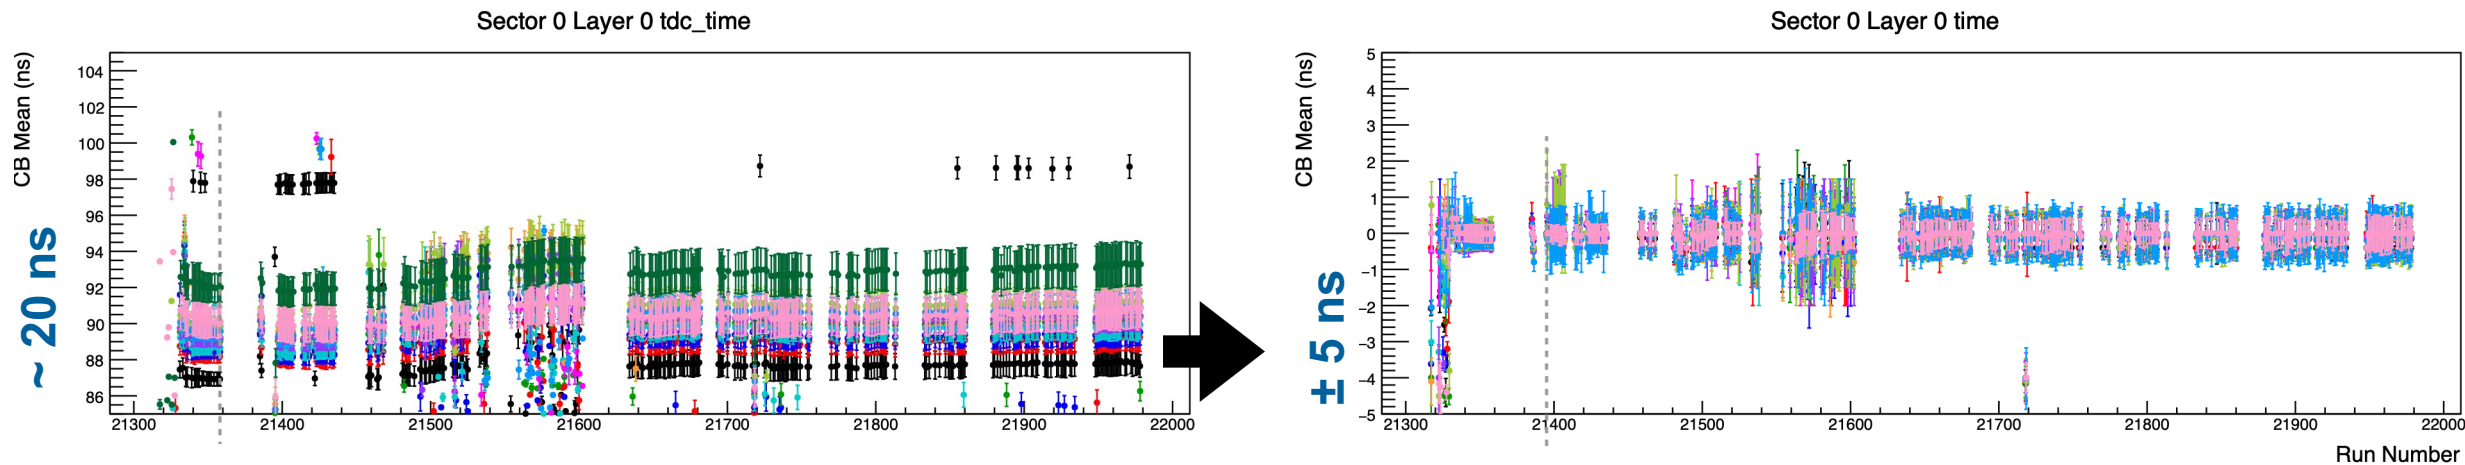 Sector 0 Layer 0 tdc_time
CB Mean (ns)
~ 20 ns
104
102
100
98
96
94
92
90
88
86
21300 21400 21500 21600 21700 21800 21900 22000
Sector 0 Layer 0 time
CB Mean (ns)
± 5 ns
5
4
3
2
1
0
−1
−2
−3
−4
−5
21300 21400 21500 21600 21700 21800 21900 22000
Run Number